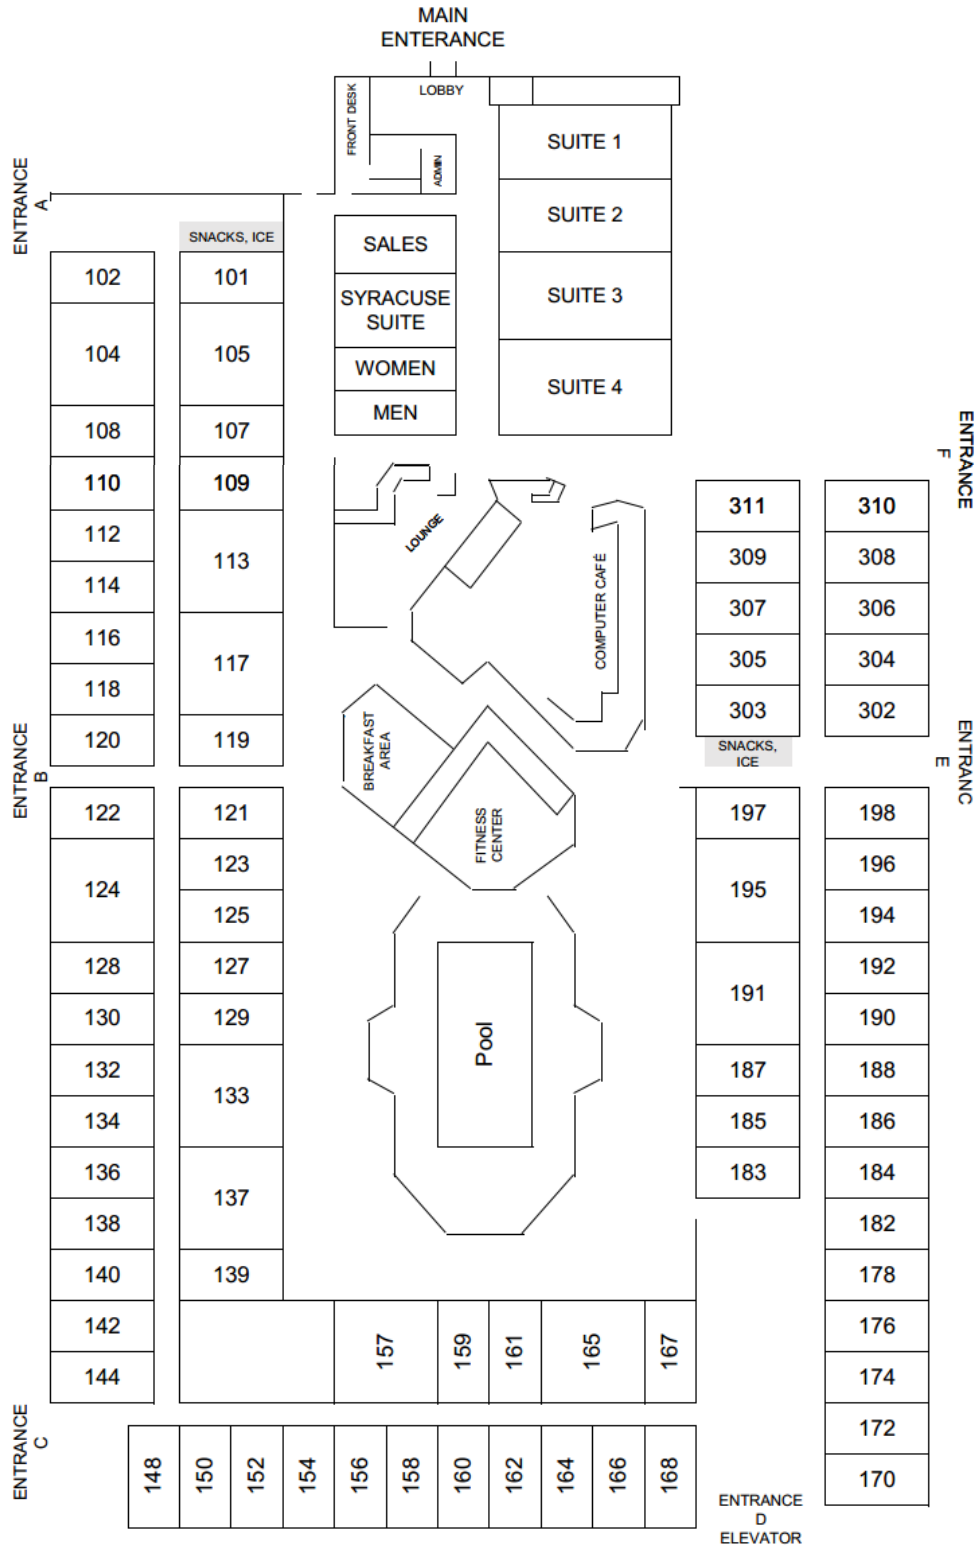 MAIN
ENTERANCE
LOBBY
FRONT DESK
ADMIN
SUITE 1
SUITE 2
SUITE 3
SUITE 4
ENTRANCE
A
SNACKS, ICE
SALES
SYRACUSE
SUITE
WOMEN
MEN
102
104
108
110
112
114
116
118
120
101
105
107
109
113
117
119
LOUNGE
COMPUTER CAFÉ
BREAKFAST
AREA
FITNESS
CENTER
Pool
ENTRANCE
F
311
309
307
305
303
SNACKS,
ICE
310
308
306
304
302
ENTRANC
E
ENTRANCE
B
122
124
128
130
132
134
136
138
140
142
144
121
123
125
127
129
133
137
139
197
195
191
187
185
183
198
196
194
192
190
188
186
184
182
178
176
174
172
170
157
159
161
165
167
ENTRANCE
C
148
150
152
154
156
158
160
162
164
166
168
ENTRANCE
D
ELEVATOR